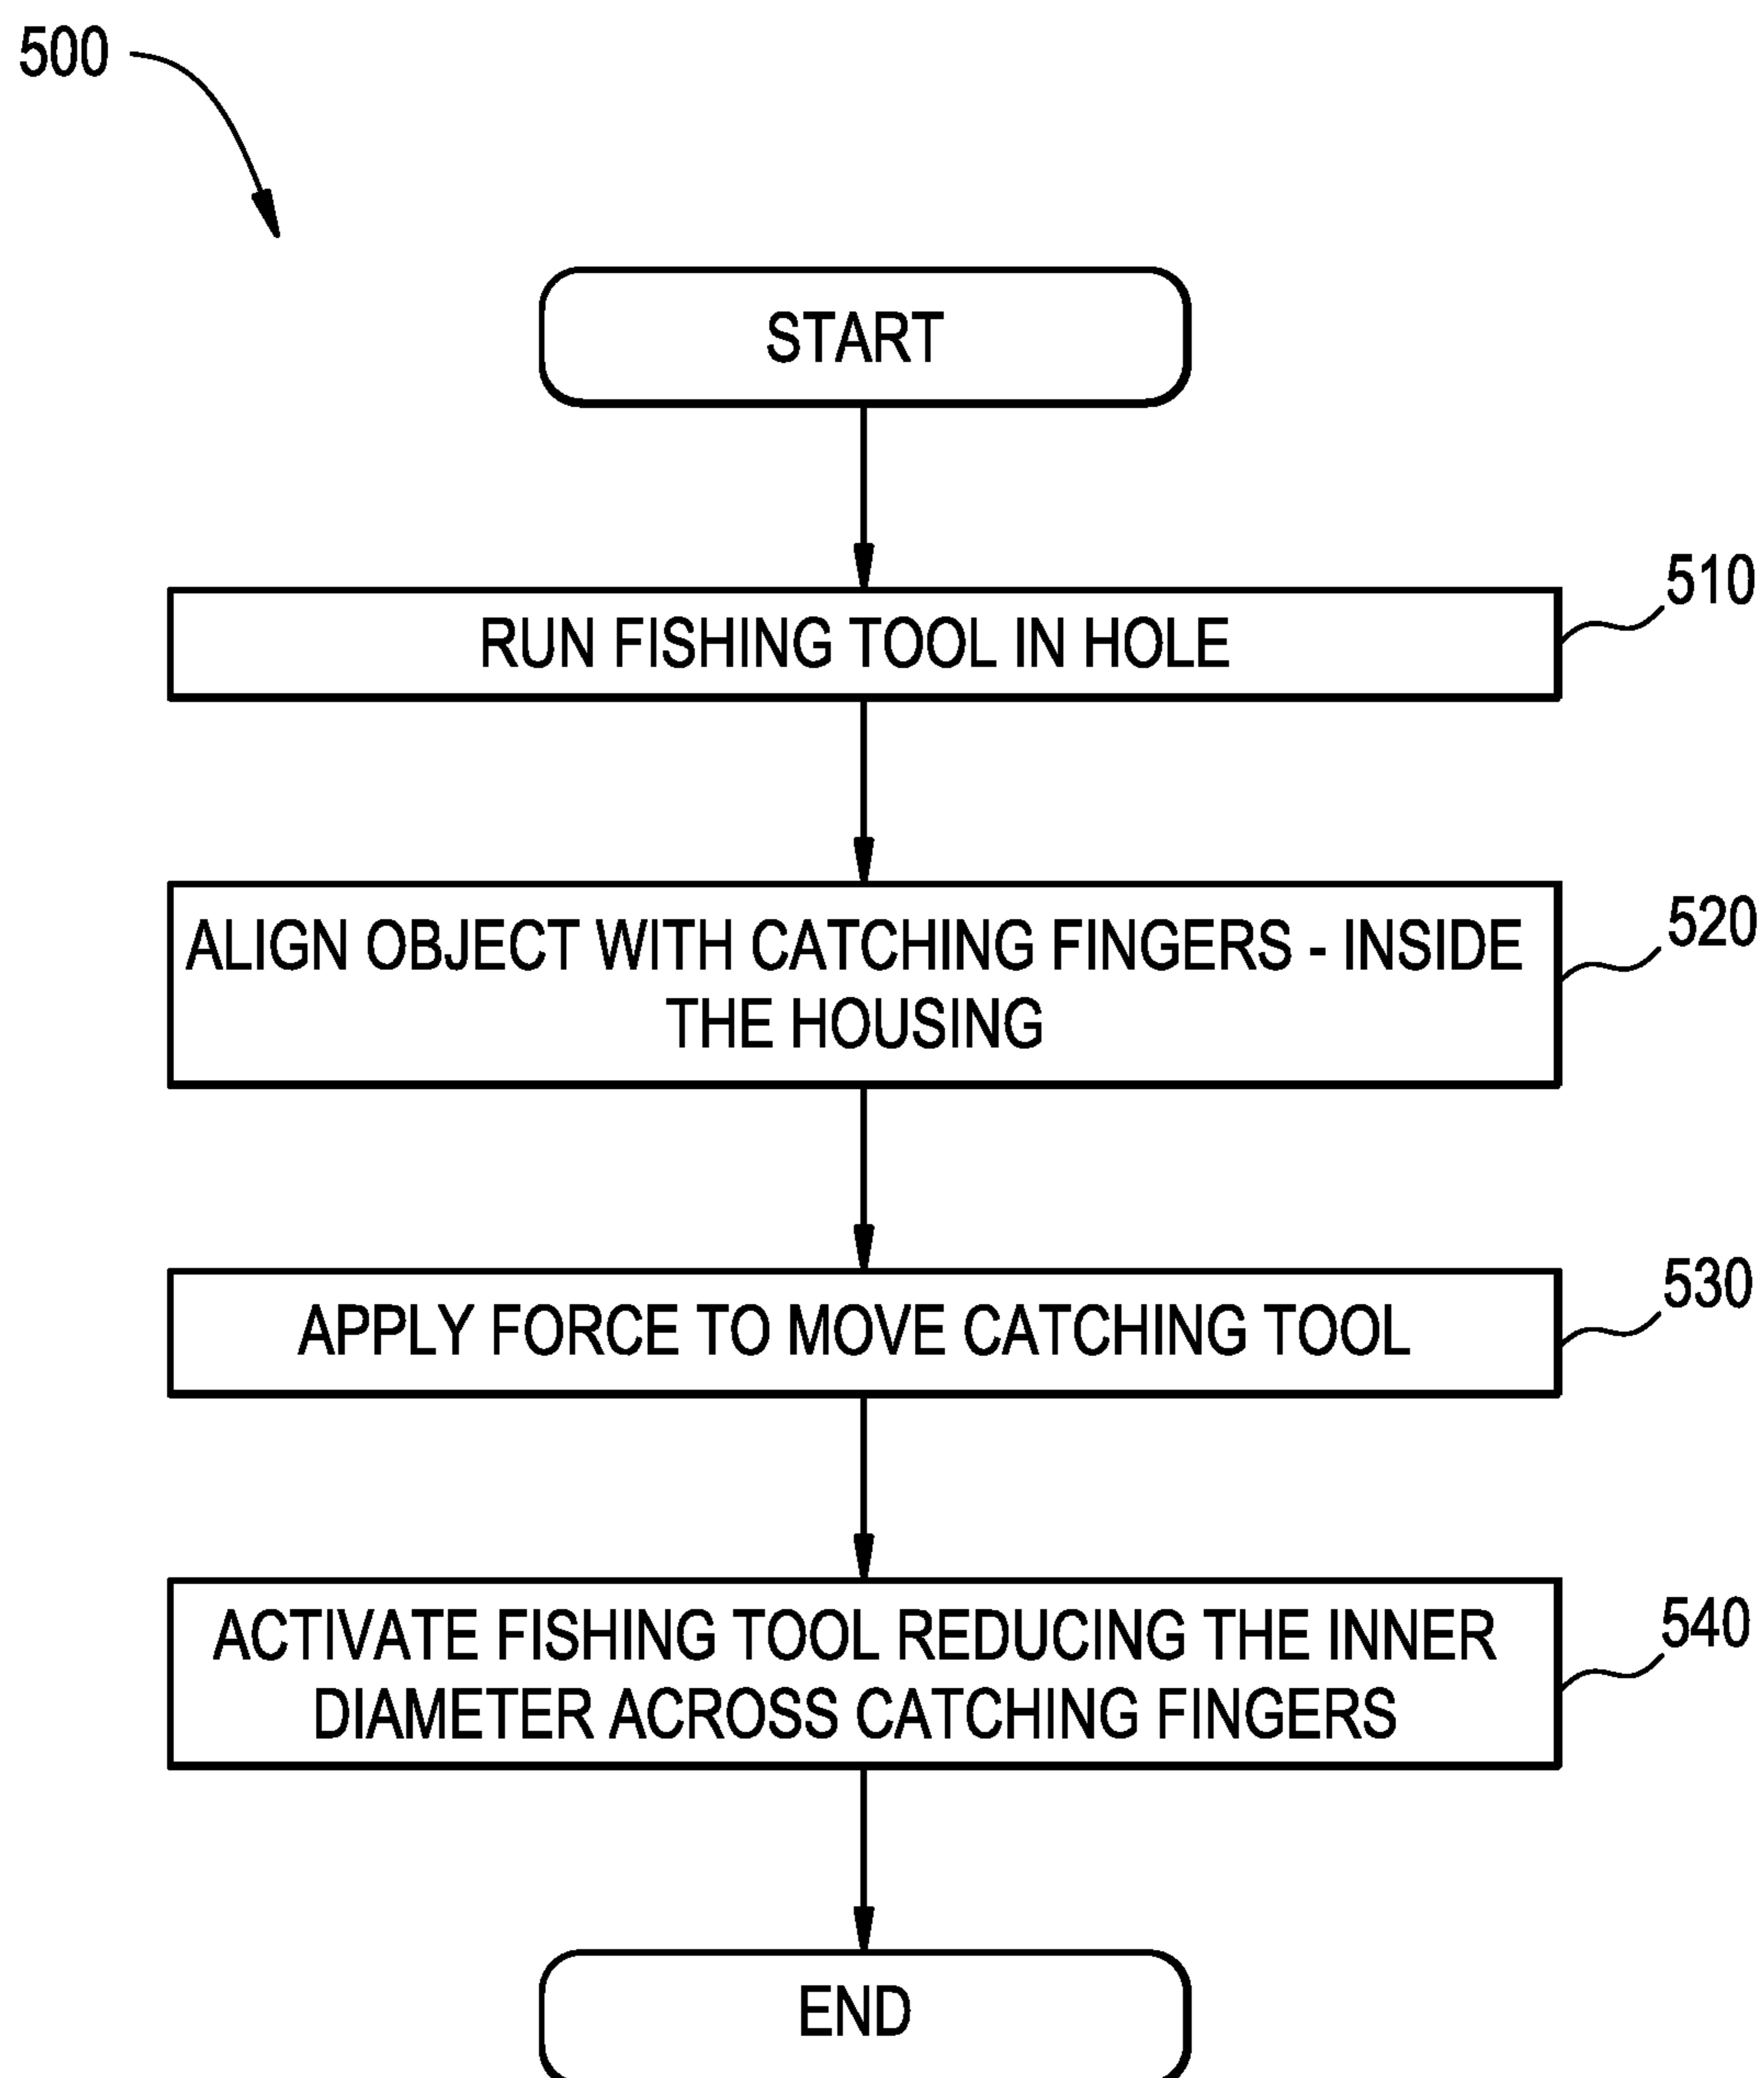 500
START
510
RUN FISHING TOOL IN HOLE
520
ALIGN OBJECT WITH CATCHING FINGERS - INSIDE
THE HOUSING
530
APPLY FORCE TO MOVE CATCHING TOOL
540
ACTIVATE FISHING TOOL REDUCING THE INNER
DIAMETER ACROSS CATCHING FINGERS
END